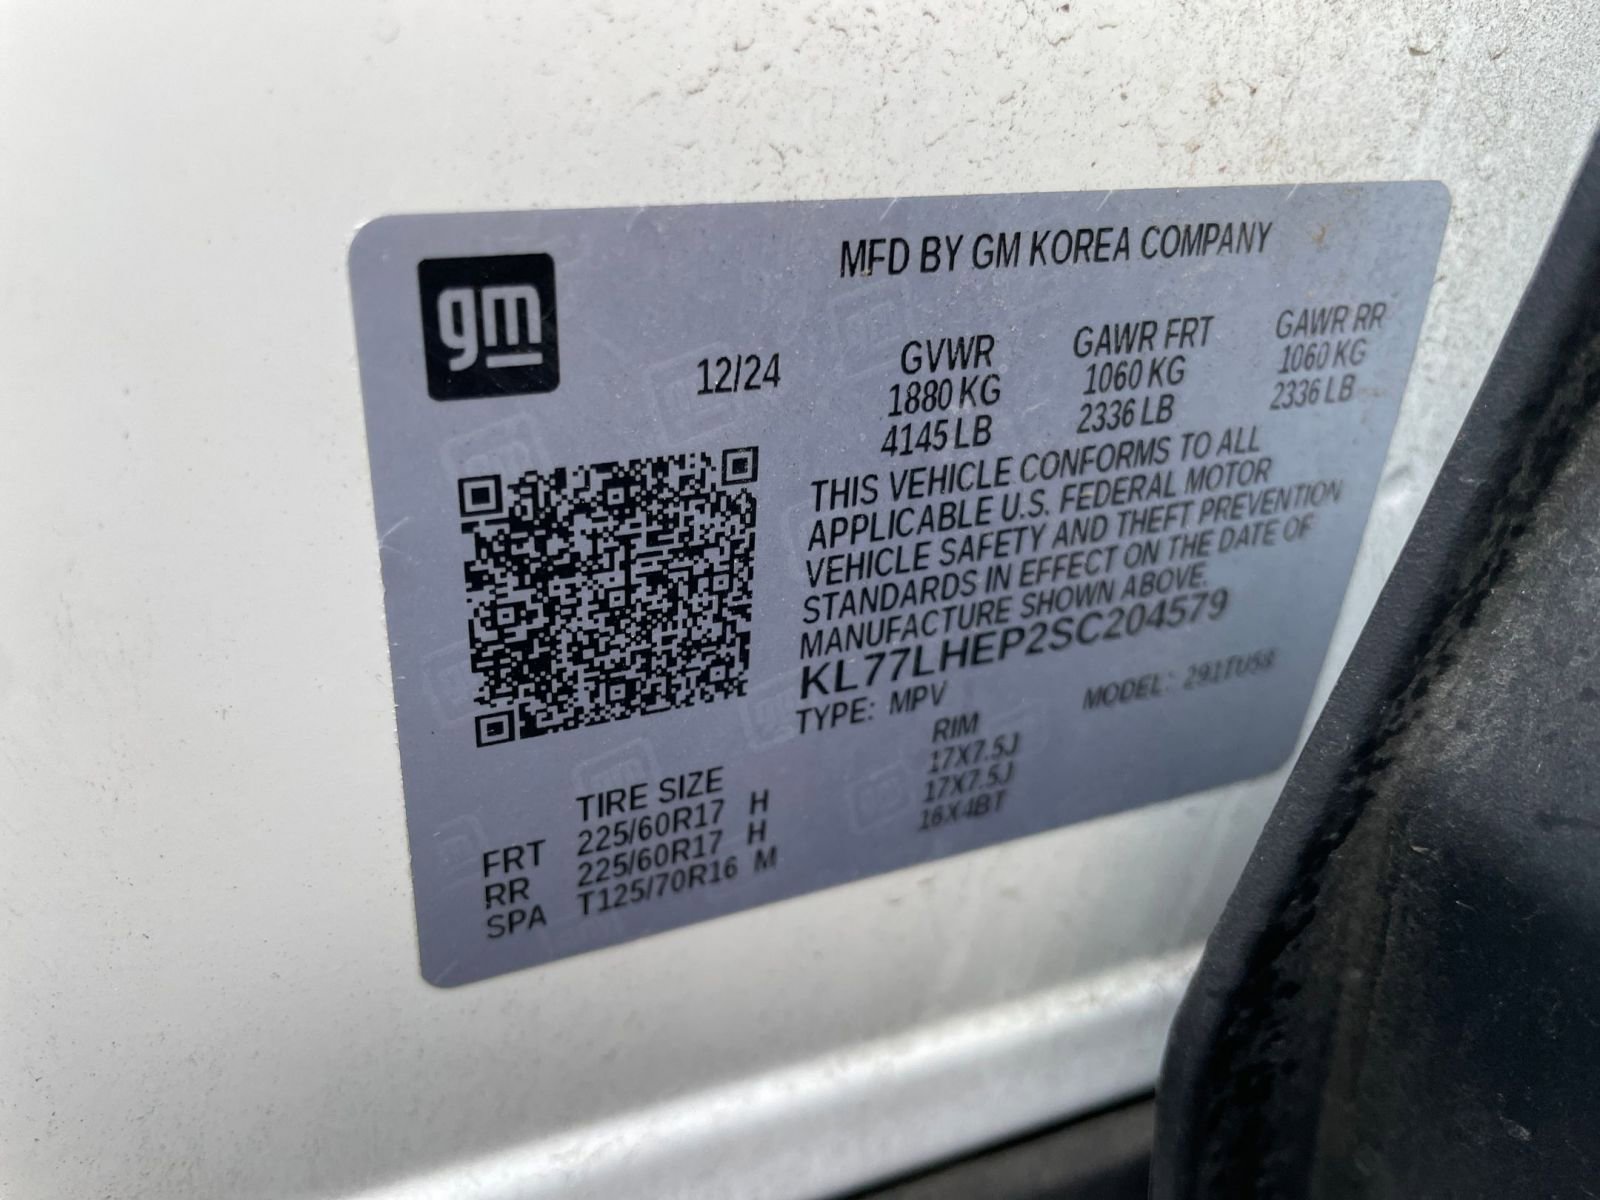 gm
MFD BY GM KOREA COMPANY
12/24
GVWR GAWR FRT GAWR RR
1880 KG 1060 KG 1060 KG
4145 LB 2336 LB 2336 LB
THIS VEHICLE CONFORMS TO ALL
APPLICABLE U.S. FEDERAL MOTOR
VEHICLE SAFETY AND THEFT PREVENTION
STANDARDS IN EFFECT ON THE DATE OF
MANUFACTURE SHOWN ABOVE.
KL77LHEP2SC204579
TYPE: MPV MODEL: 291TU58
TIRE SIZE RIM
FRT 225/60R17 H 17X7.5J
RR 225/60R17 H 17X7.5J
SPA T125/70R16 M 16X4BT